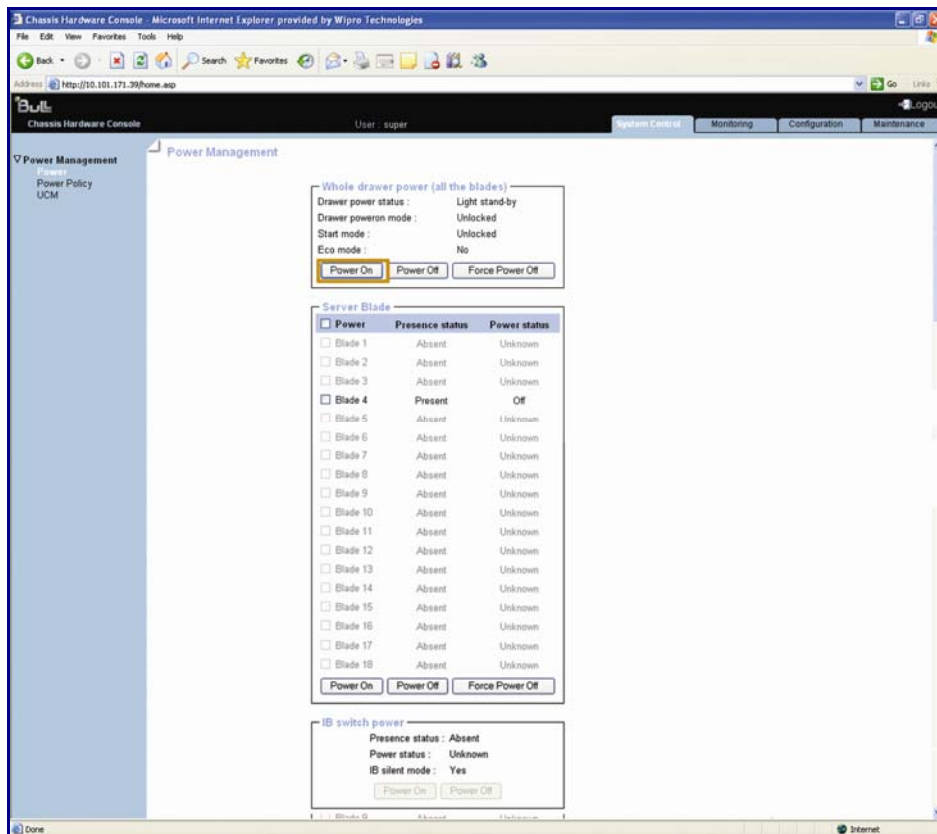 Chassis Hardware Console - Microsoft Internet Explorer provided by Wipro Technologies
File Edit View Favorites Tools Help
Back Search Favorites
Address http://10.101.171.39/home.asp Go Links
Bull Logou
Chassis Hardware Console User : super System Control Monitoring Configuration Maintenance
Power Management
Power
Power Policy
UCM
Power Management
Whole drawer power (all the blades)
Drawer power status : Light stand-by
Drawer poweron mode : Unlocked
Start mode : Unlocked
Eco mode : No
Power On Power Off Force Power Off
Server Blade
Power Presence status Power status
Blade 1 Absent Unknown
Blade 2 Absent Unknown
Blade 3 Absent Unknown
Blade 4 Present Off
Blade 5 Absent Unknown
Blade 6 Absent Unknown
Blade 7 Absent Unknown
Blade 8 Absent Unknown
Blade 9 Absent Unknown
Blade 10 Absent Unknown
Blade 11 Absent Unknown
Blade 12 Absent Unknown
Blade 13 Absent Unknown
Blade 14 Absent Unknown
Blade 15 Absent Unknown
Blade 16 Absent Unknown
Blade 17 Absent Unknown
Blade 18 Absent Unknown
Power On Power Off Force Power Off
IB switch power
Presence status : Absent
Power status : Unknown
IB silent mode : Yes
Power On Power Off
Blade 9 Absent Unknown
Done Internet